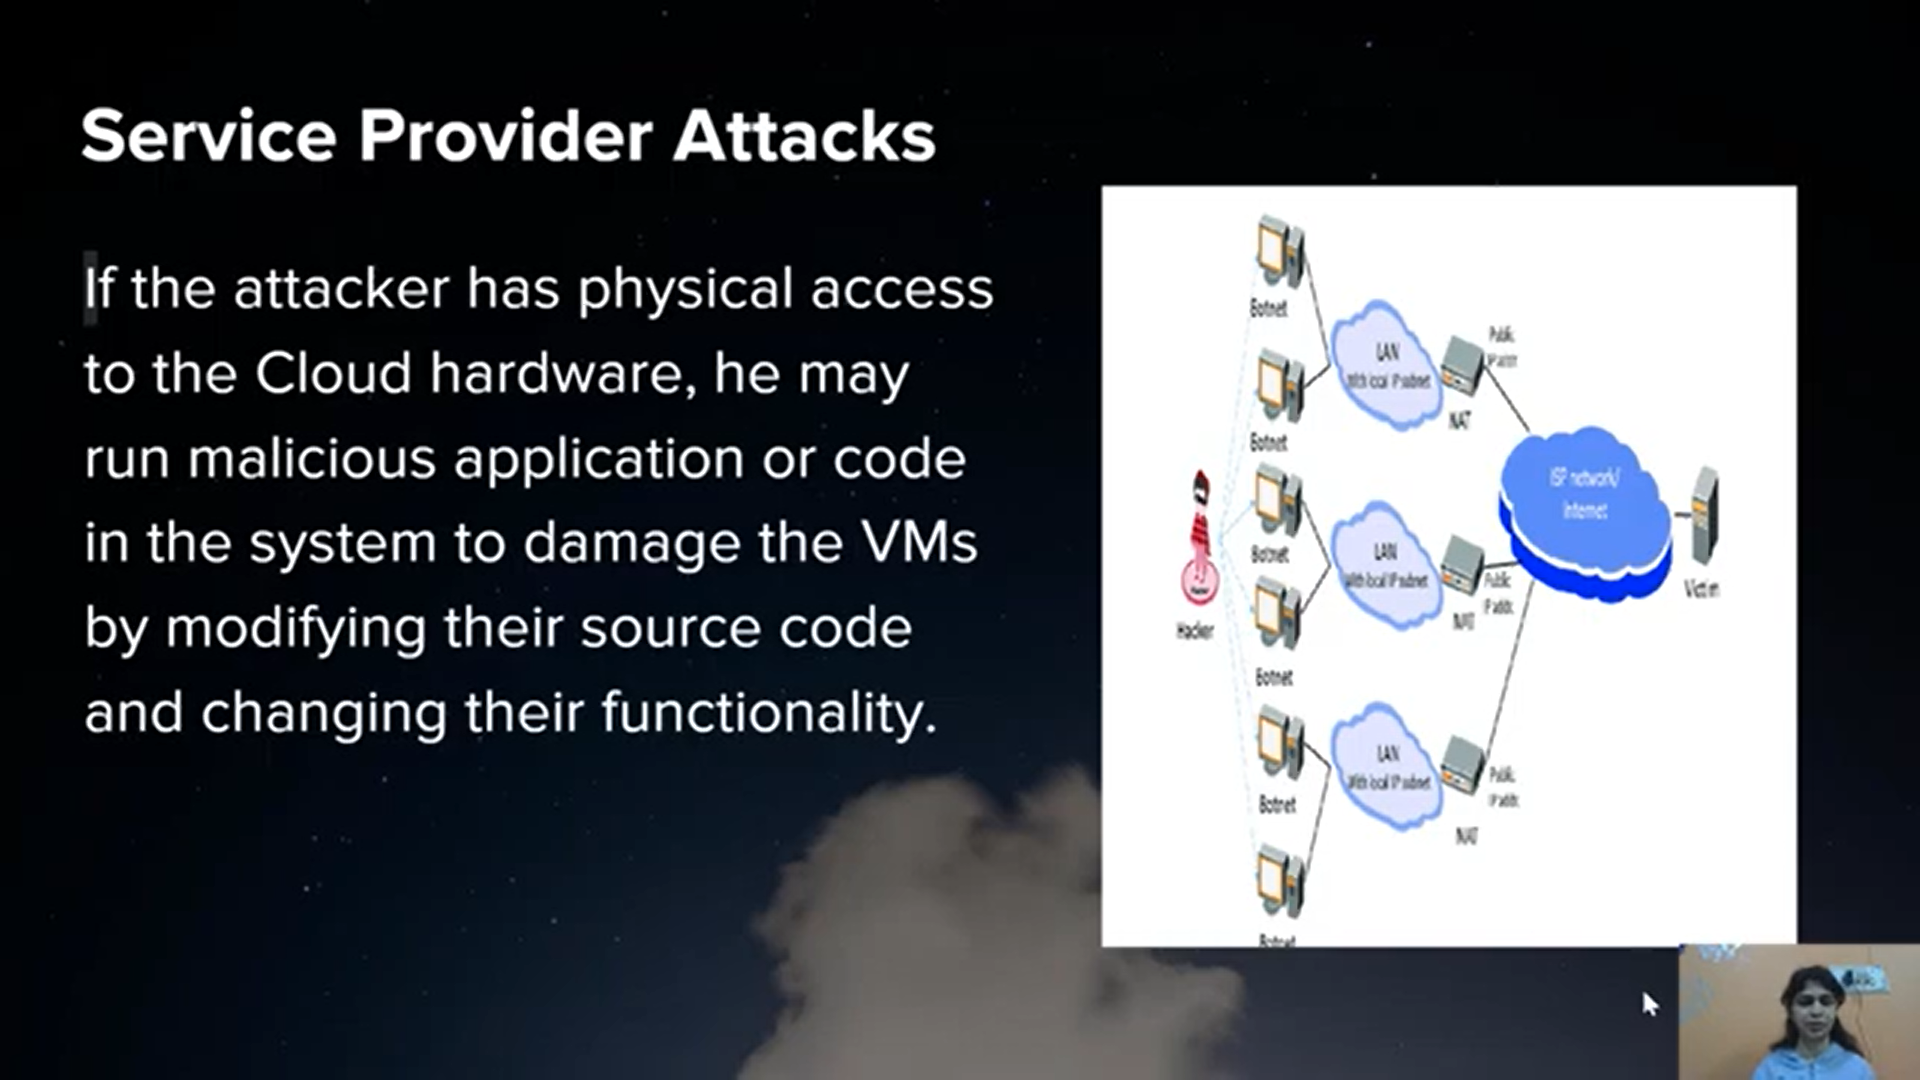 Service Provider Attacks
If the attacker has physical access
to the Cloud hardware, he may
run malicious application or code
in the system to damage the VMs
by modifying their source code
and changing their functionality.
Botnet
LAN
With local IP subnet
Public
IP addr
NAT
Botnet
ISP network/
Internet
Botnet
LAN
With local IP subnet
Public
IP addr
NAT
Victim
Hacker
Botnet
LAN
With local IP subnet
Public
IP addr
NAT
Botnet
Botnet